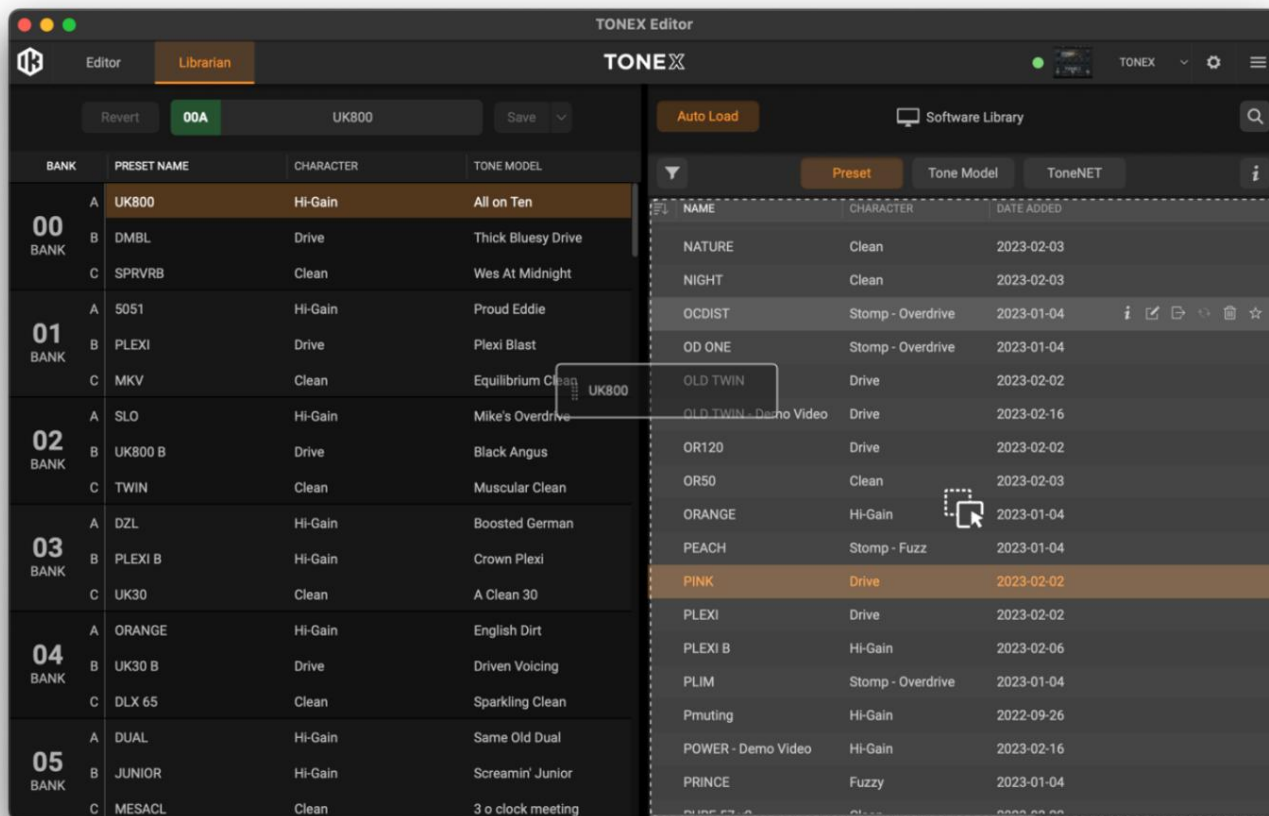 TONEX Editor
Editor Librarian TONEX TONEX
Revert 00A UK800 Save Auto Load Software Library
Preset Tone Model ToneNET i
BANK PRESET NAME CHARACTER TONE MODEL
00 BANK
A UK800 Hi-Gain All on Ten
B DMBL Drive Thick Bluesy Drive
C SPRVRB Clean Wes At Midnight
01 BANK
A 5051 Hi-Gain Proud Eddie
B PLEXI Drive Plexi Blast
C MKV Clean Equilibrium Clean
02 BANK
A SLO Hi-Gain Mike's Overdrive
B UK800 B Drive Black Angus
C TWIN Clean Muscular Clean
03 BANK
A DZL Hi-Gain Boosted German
B PLEXI B Hi-Gain Crown Plexi
C UK30 Clean A Clean 30
04 BANK
A ORANGE Hi-Gain English Dirt
B UK30 B Drive Driven Voicing
C DLX 65 Clean Sparkling Clean
05 BANK
A DUAL Hi-Gain Same Old Dual
B JUNIOR Hi-Gain Screamin' Junior
C MESACL Clean 3 o clock meeting
UK800
NAME CHARACTER DATE ADDED
NATURE Clean 2023-02-03
NIGHT Clean 2023-02-03
OCDIST Stomp - Overdrive 2023-01-04 i
OD ONE Stomp - Overdrive 2023-01-04
OLD TWIN Drive 2023-02-02
OLD TWIN - Demo Video Drive 2023-02-16
OR120 Drive 2023-02-02
OR50 Clean 2023-02-03
ORANGE Hi-Gain 2023-01-04
PEACH Stomp - Fuzz 2023-01-04
PINK Drive 2023-02-02
PLEXI Drive 2023-02-02
PLEXI B Hi-Gain 2023-02-06
PLIM Stomp - Overdrive 2023-01-04
Pmuting Hi-Gain 2022-09-26
POWER - Demo Video Hi-Gain 2023-02-16
PRINCE Fuzzy 2023-01-04